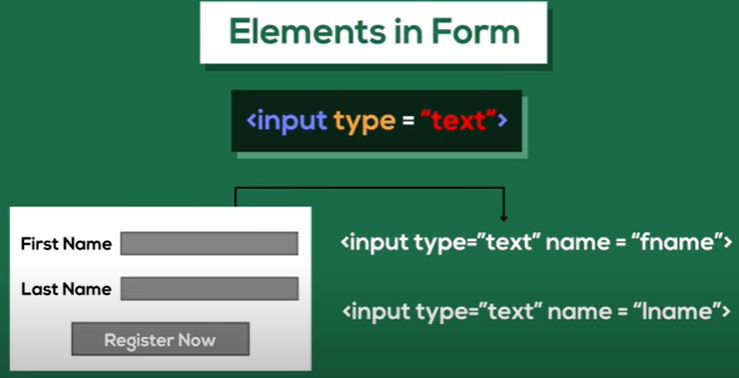 Elements in Form
<input type = “text”>
First Name
<input type=”text” name = “fname”>
Last Name
<input type=”text” name = “lname”>
Register Now